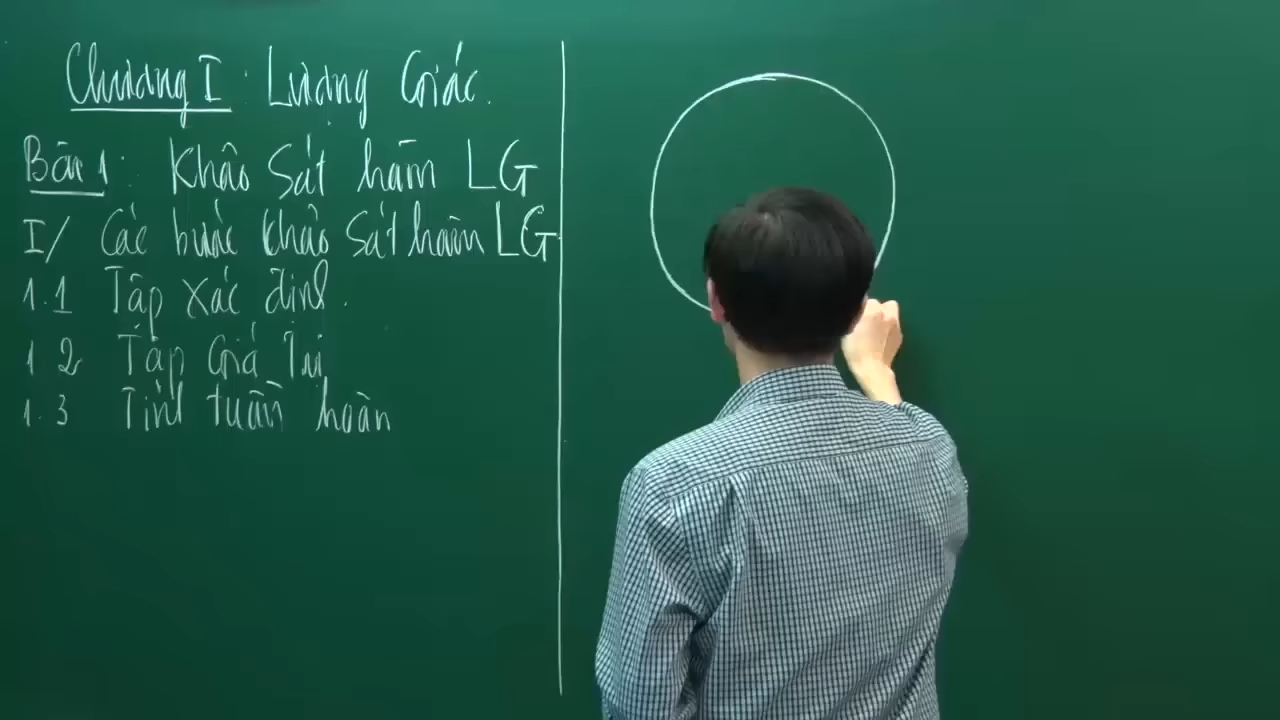 Chương I: Lượng Giác.
Bài 1: Khảo Sát hàm LG
I/ Các bước khảo sát hàm LG
1.1 Tập xác định.
1 2 Tập Giá Trị
1.3 Tính tuần hoàn